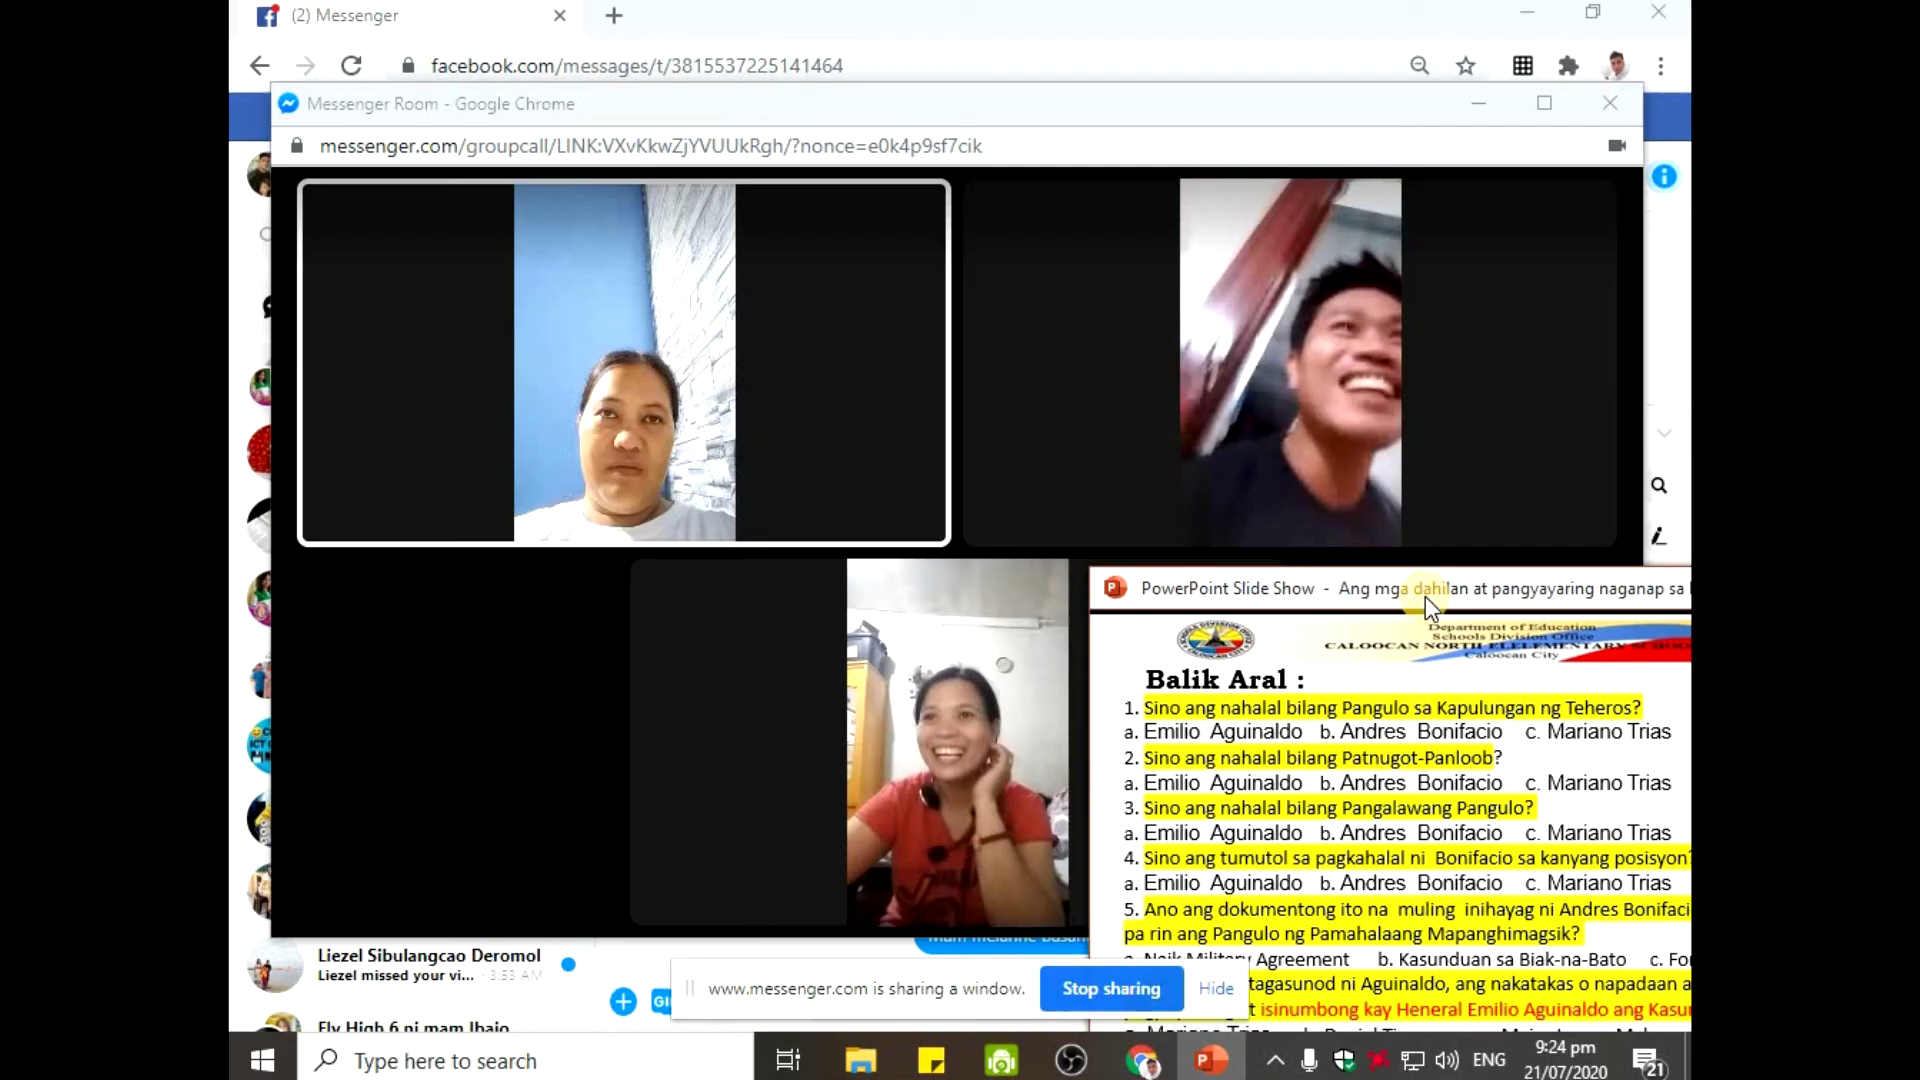 (2) Messenger
facebook.com/messages/t/3815537225141464
Messenger Room - Google Chrome
messenger.com/groupcall/LINK:VXvKkwZjYVUUkRgh/?nonce=e0k4p9sf7cik
PowerPoint Slide Show - Ang mga dahilan at pangyayaring naganap sa
Department of Education
Schools Division Office
CALOOCAN NORTH ELEMENTARY SCHOOL
Caloocan City
Balik Aral :
1. Sino ang nahalal bilang Pangulo sa Kapulungan ng Teheros?
a. Emilio Aguinaldo b. Andres Bonifacio c. Mariano Trias
2. Sino ang nahalal bilang Patnugot-Panloob?
a. Emilio Aguinaldo b. Andres Bonifacio c. Mariano Trias
3. Sino ang nahalal bilang Pangalawang Pangulo?
a. Emilio Aguinaldo b. Andres Bonifacio c. Mariano Trias
4. Sino ang tumutol sa pagkahalal ni Bonifacio sa kanyang posisyon?
a. Emilio Aguinaldo b. Andres Bonifacio c. Mariano Trias
5. Ano ang dokumentong ito na muling inihayag ni Andres Bonifaci
pa rin ang Pangulo ng Pamahalaang Mapanghimagsik?
Naik Military Agreement b. Kasunduan sa Biak-na-Bato c. For
tagasunod ni Aguinaldo, ang nakatakas o napadaan a
isinumbong kay Heneral Emilio Aguinaldo ang Kasu
Liezel Sibulangcao Deromol
Liezel missed your vi... · 3:53 AM
Fly High 6 ni mam Ibajo
www.messenger.com is sharing a window.
Stop sharing
Hide
Type here to search
ENG
9:24 pm
21/07/2020
21